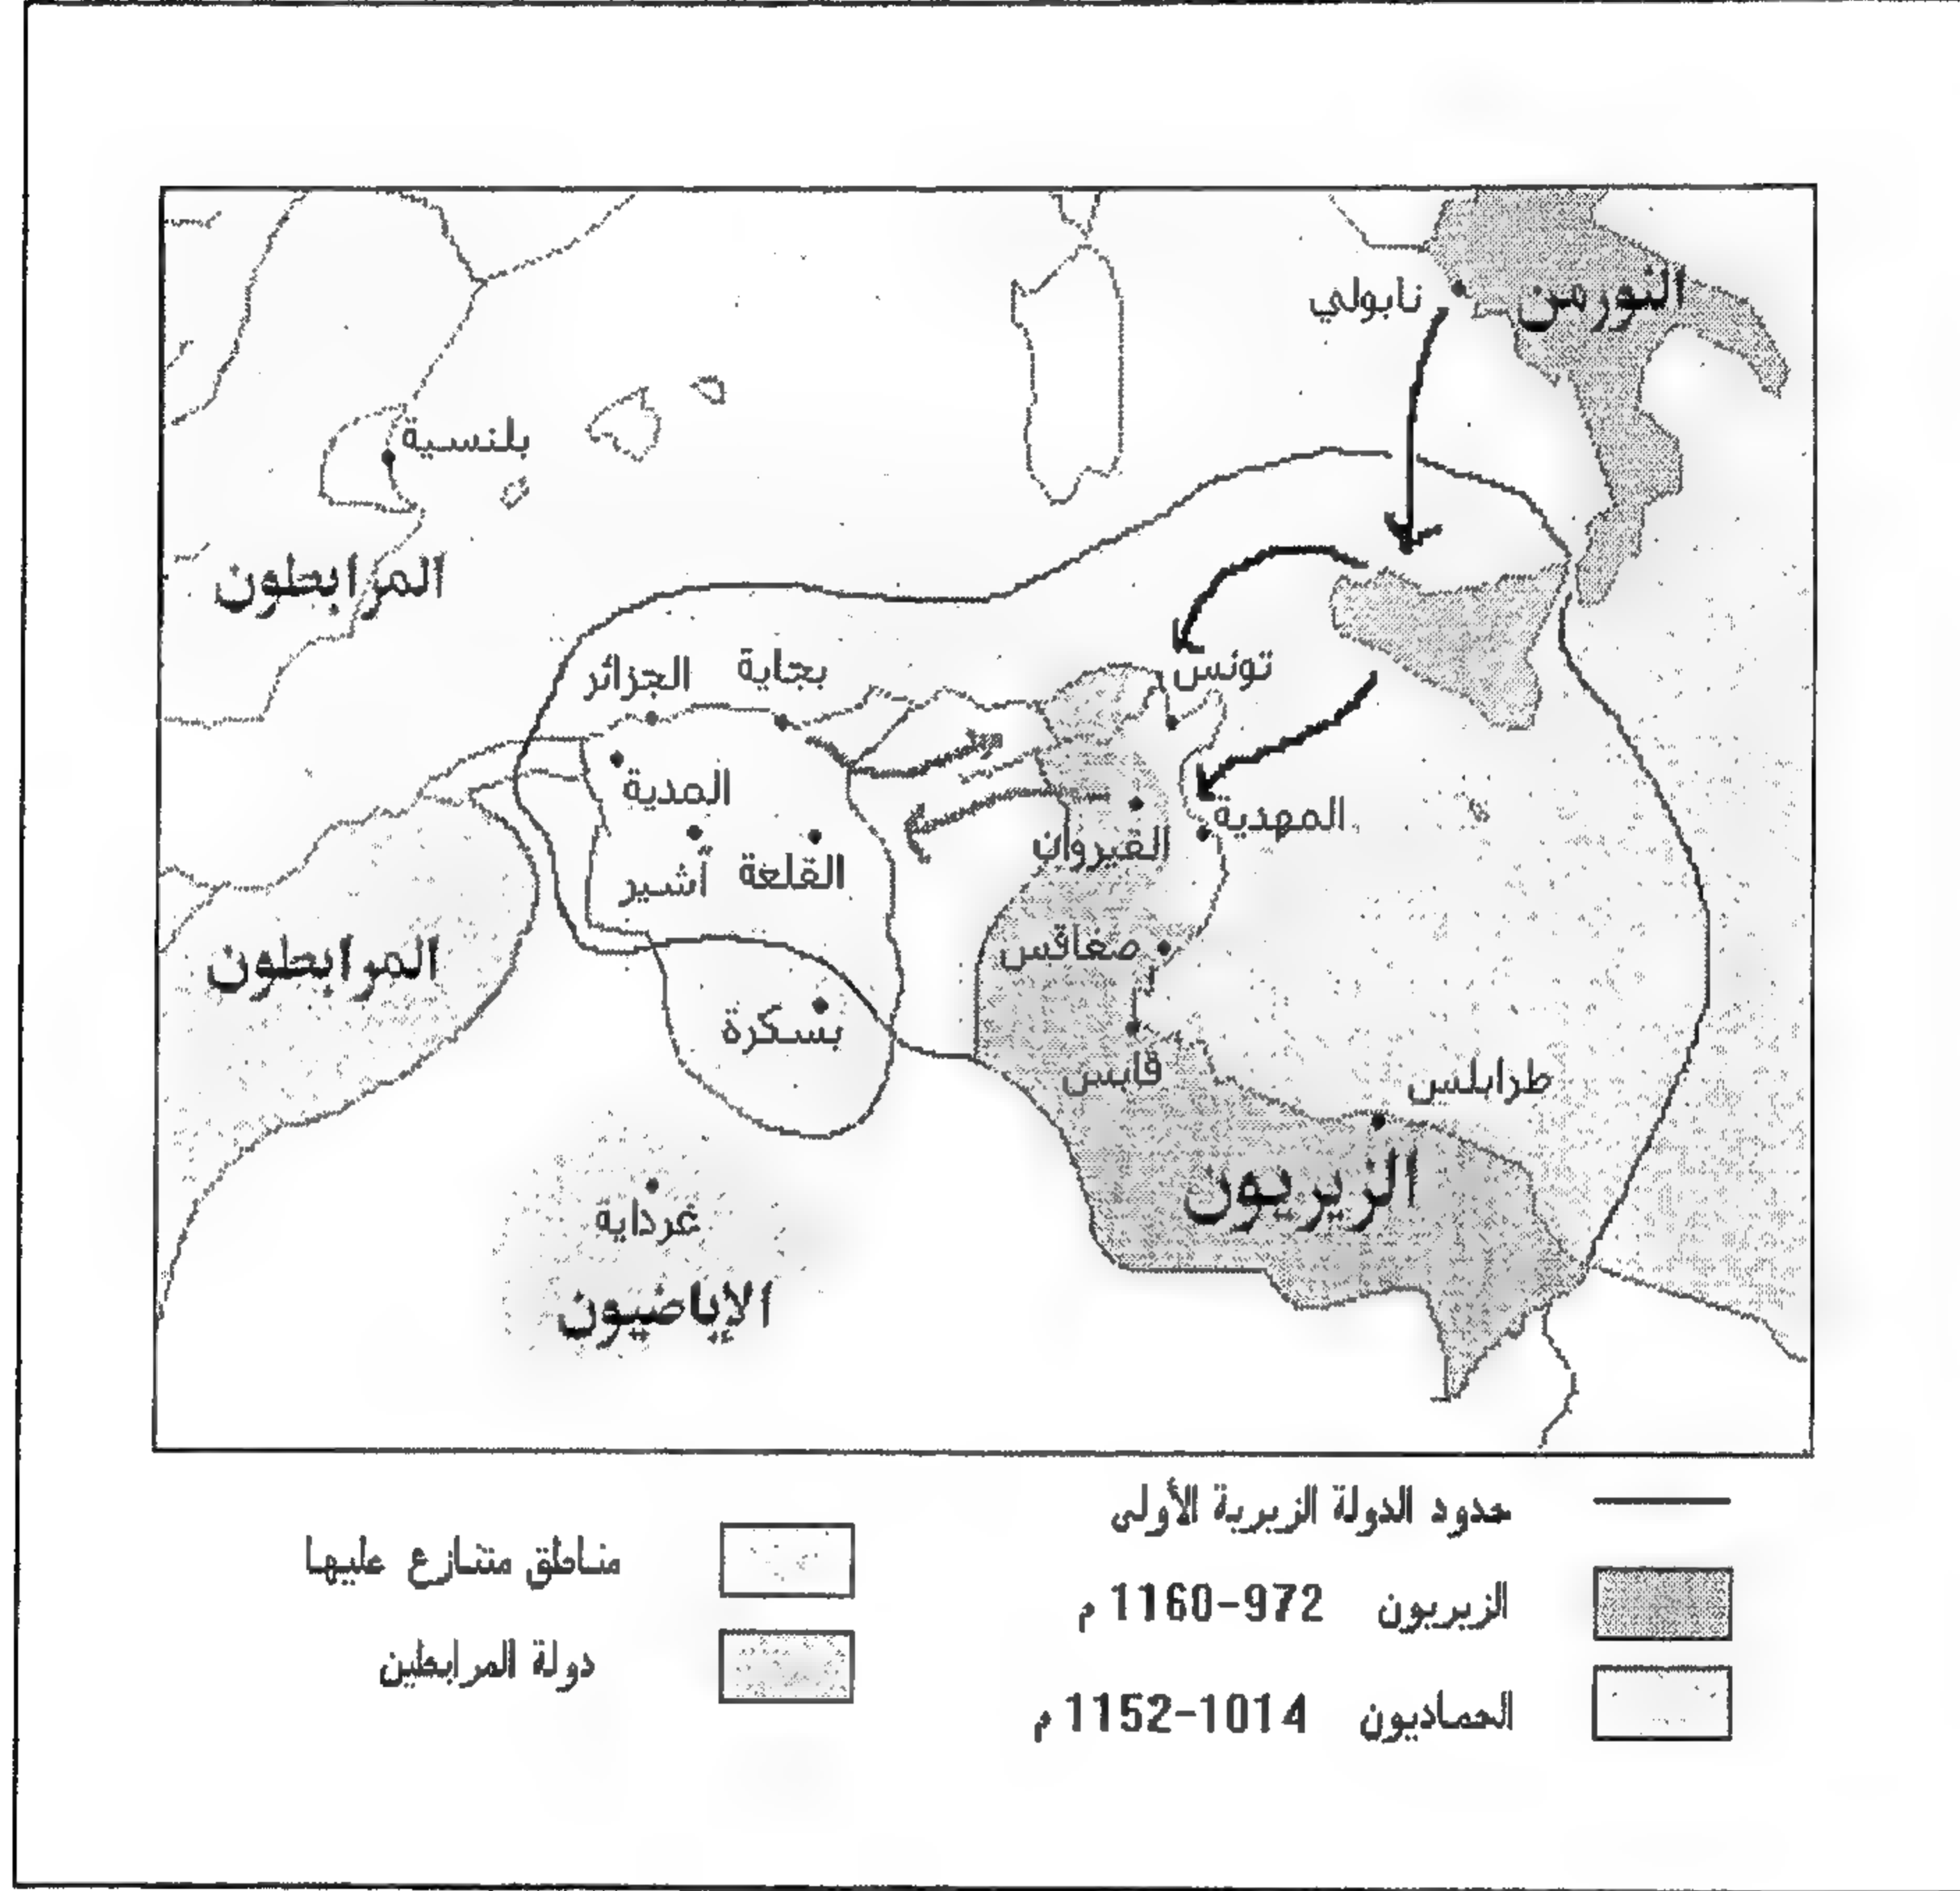 النورمن
نابولي
بلنسية
المرابطون
تونس
بجاية
الجزائر
المدية
المهدية
القيروان
القلعة
أشير
صفاقس
المرابطون
بسكرة
قابس
طرابلس
الزيريون
غرداية
الإباضيون
حدود الدولة الزيرية الأولى
الزيريون 972-1160 م
الحماديون 1014-1152 م
مناطق متنازع عليها
دولة المرابطين